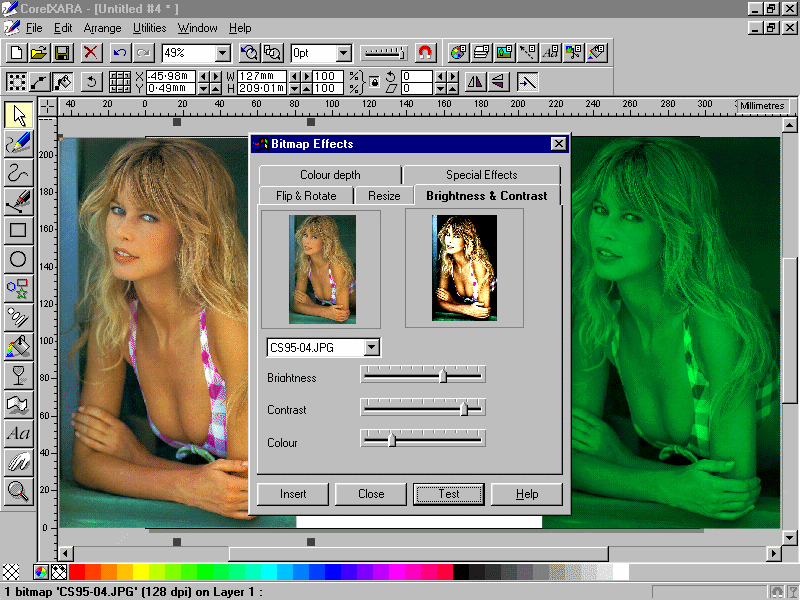 CorelXARA - [Untitled #4 * ]
File Edit Arrange Utilities Window Help
49% 0pt
X -45·98m W 127mm 100 % 0
Y 0·49mm H 209·01m 100 % 0
40 20 0 20 40 60 80 100 120 140 160 180 200 220 240 260 280 300 Millimetres
200
180
160
140
120
100
80
60
40
20
0
Aa
Bitmap Effects
Colour depth Special Effects
Flip & Rotate Resize Brightness & Contrast
CS95-04.JPG
Brightness
Contrast
Colour
Insert Close Test Help
1 bitmap 'CS95-04.JPG' (128 dpi) on Layer 1 :